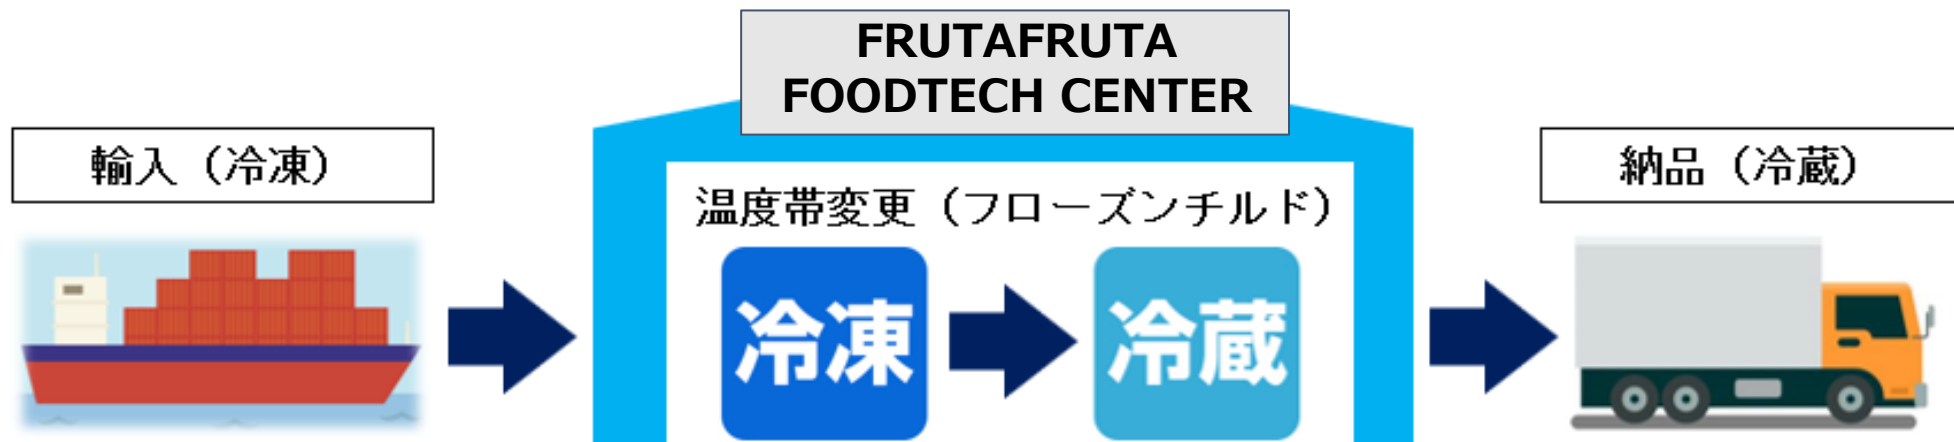 FRUTAFRUTA
FOODTECH CENTER
輸入（冷凍）
温度帯変更（フローズンチルド）
冷凍
冷蔵
納品（冷蔵）